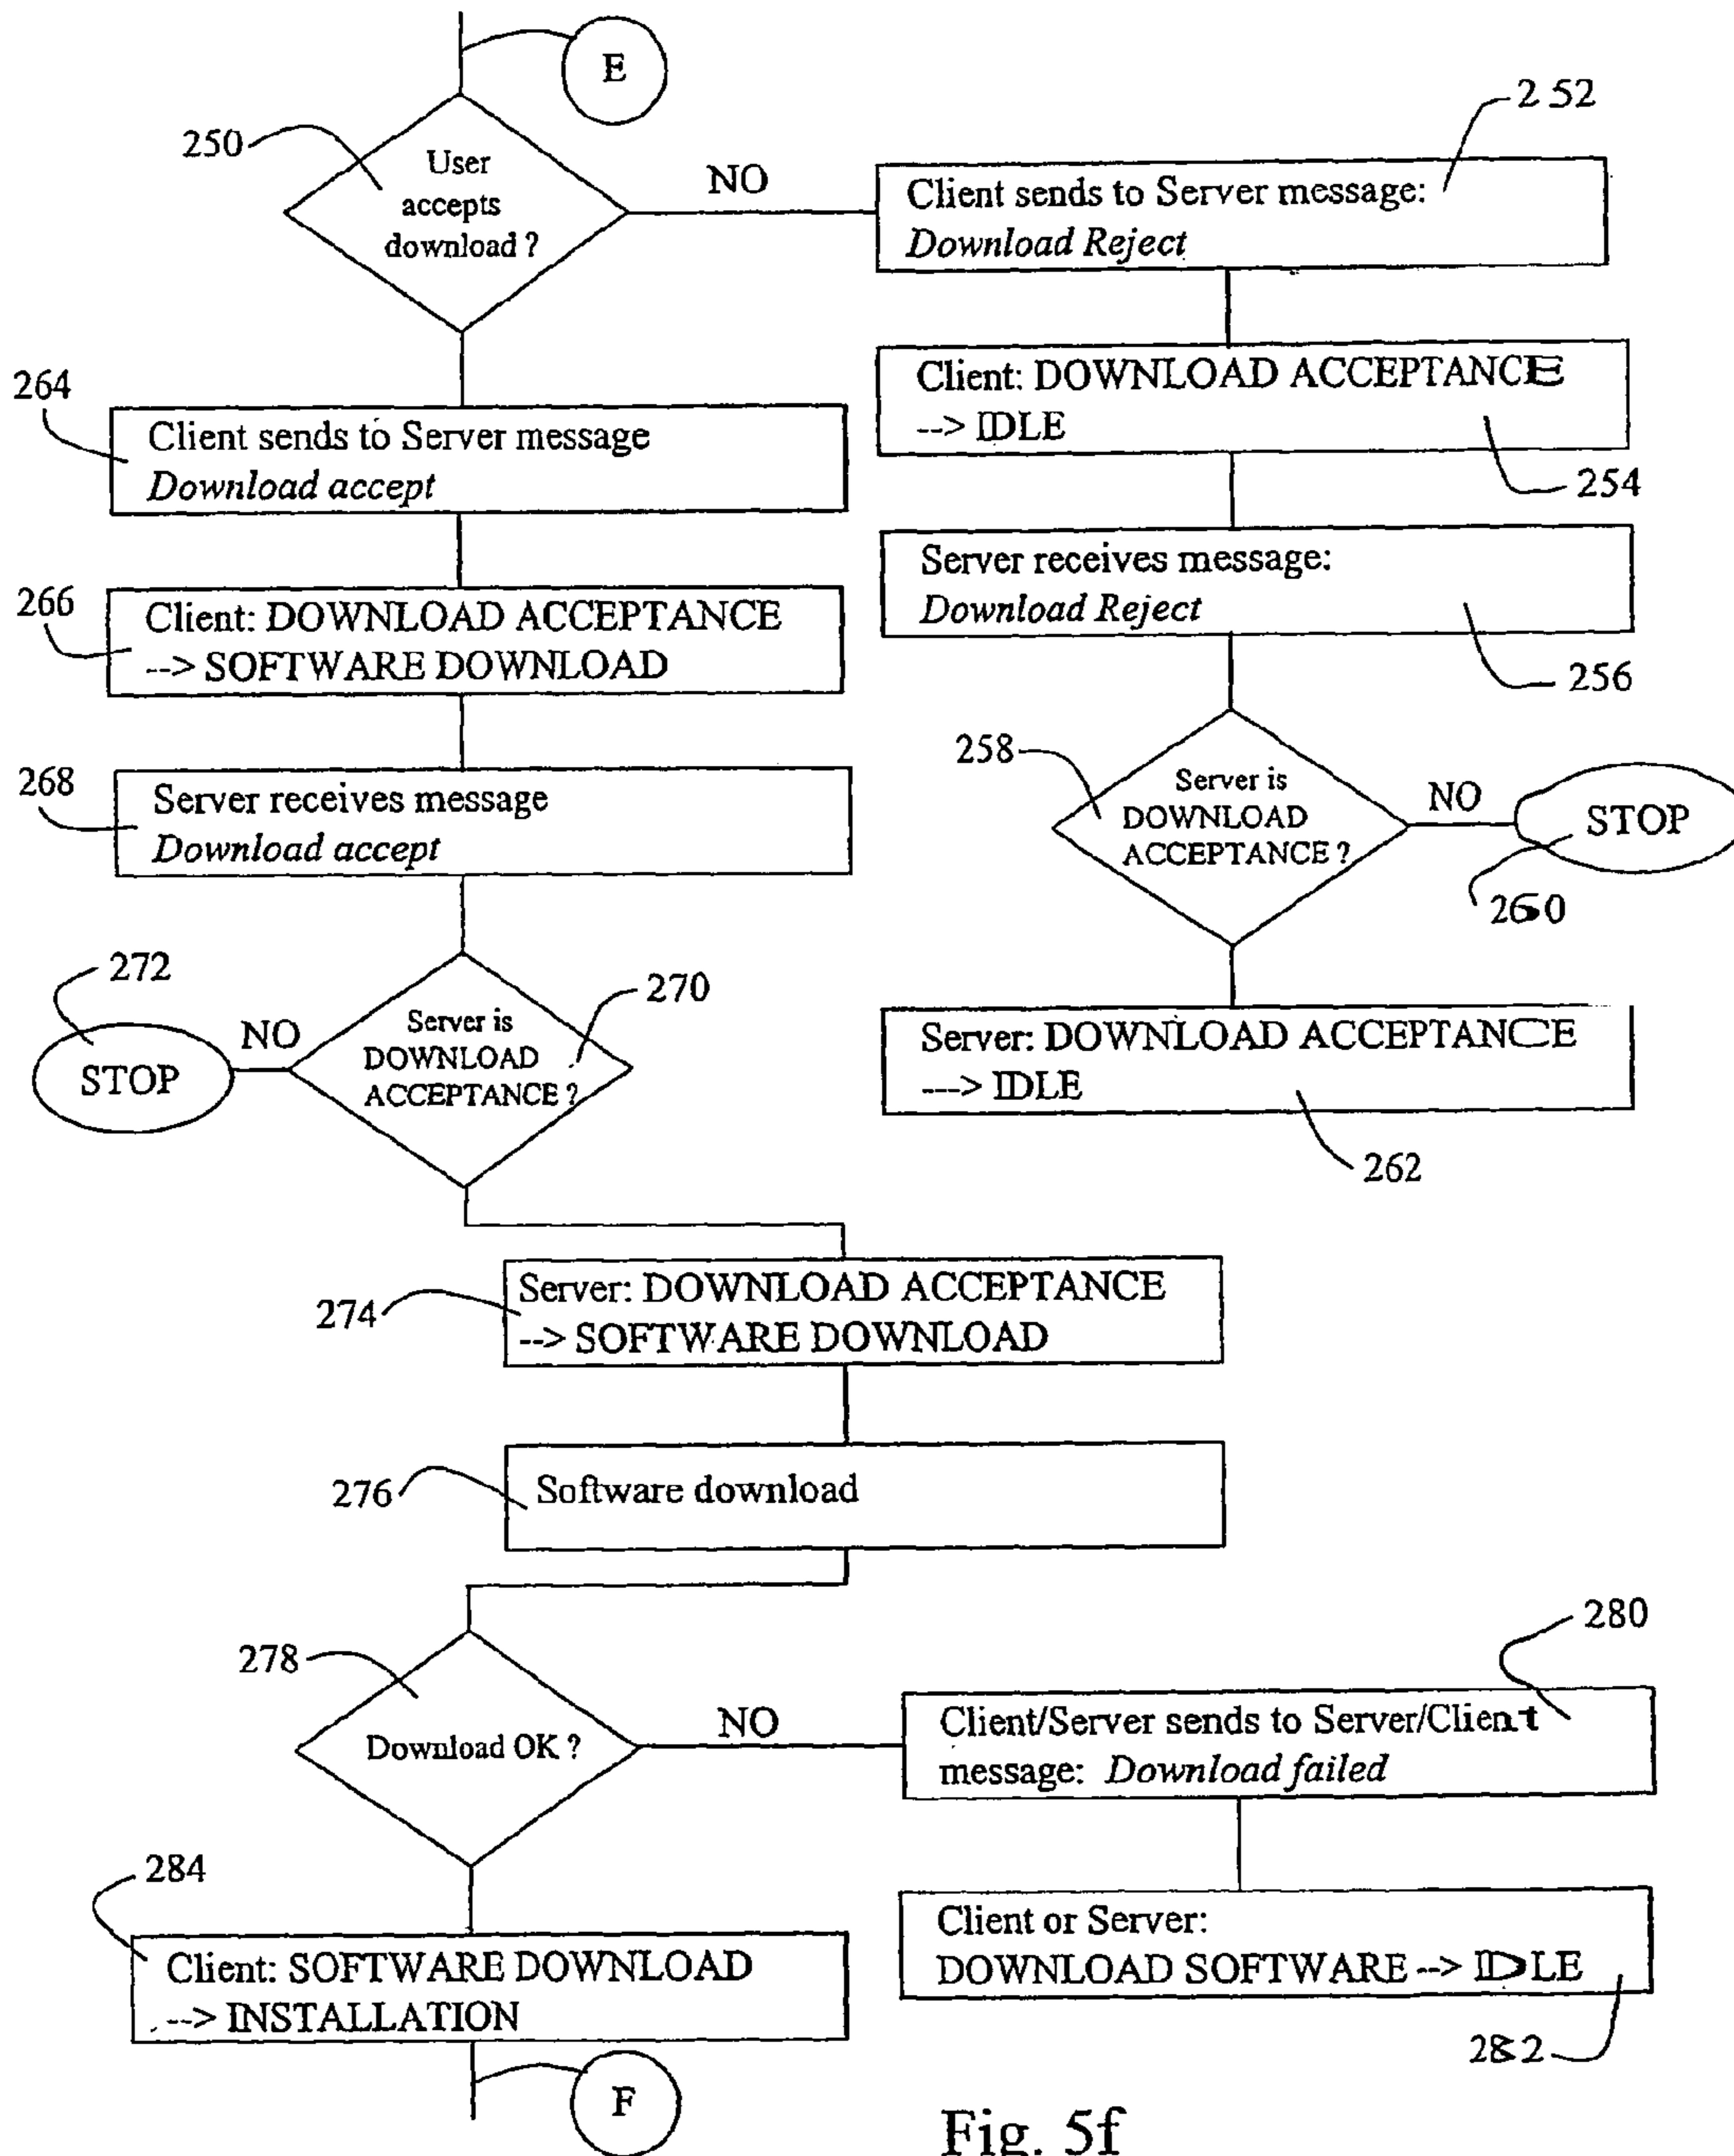 E
250
User
accepts
download ?
NO
252
Client sends to Server message:
Download Reject
Client: DOWNLOAD ACCEPTANCE
--> IDLE
254
264
Client sends to Server message
Download accept
Server receives message:
Download Reject
256
266
Client: DOWNLOAD ACCEPTANCE
--> SOFTWARE DOWNLOAD
258
Server is
DOWNLOAD
ACCEPTANCE ?
NO
STOP
260
268
Server receives message
Download accept
272
STOP
NO
270
Server is
DOWNLOAD
ACCEPTANCE ?
Server: DOWNLOAD ACCEPTANCE
---> IDLE
262
274
Server: DOWNLOAD ACCEPTANCE
--> SOFTWARE DOWNLOAD
276
Software download
278
Download OK ?
NO
280
Client/Server sends to Server/Client
message: Download failed
284
Client: SOFTWARE DOWNLOAD
--> INSTALLATION
Client or Server:
DOWNLOAD SOFTWARE --> IDLE
282
F
Fig. 5f